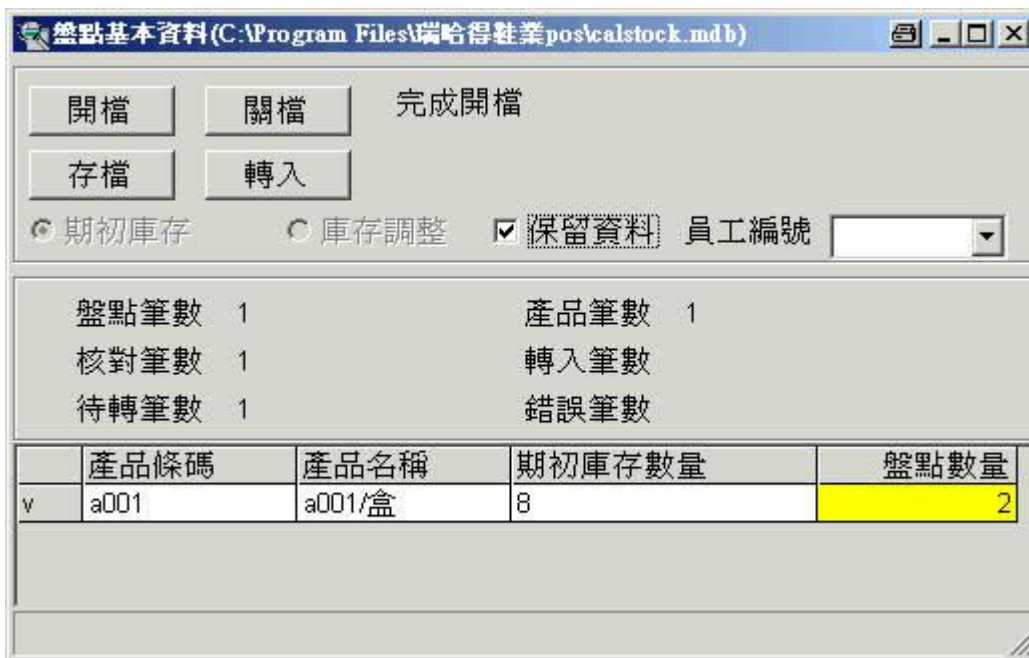 盤點基本資料(C:\Program Files\瑞哈得鞋業pos\calstock.mdb)
開檔 關檔 完成開檔
存檔 轉入
期初庫存 庫存調整 保留資料 員工編號
盤點筆數 1 產品筆數 1
核對筆數 1 轉入筆數
待轉筆數 1 錯誤筆數
產品條碼 產品名稱 期初庫存數量 盤點數量
v a001 a001/盒 8 2